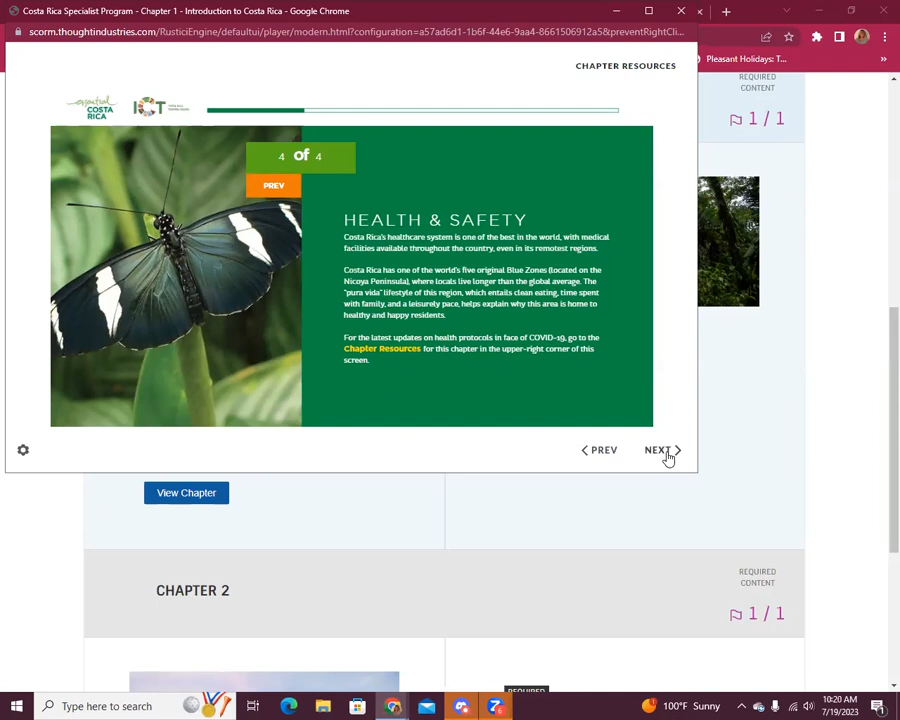 Costa Rica Specialist Program - Chapter 1 - Introduction to Costa Rica - Google Chrome
scorm.thoughtindustries.com/RusticiEngine/defaultui/player/modern.html?configuration=a57ad6d1-1b6f-44e6-9aa4-8661506912a5&preventRightCli...
Pleasant Holidays: T...
CHAPTER RESOURCES
REQUIRED
CONTENT
1 / 1
essential
COSTA
RICA
ICT
4 of 4
PREV
HEALTH & SAFETY
Costa Rica's healthcare system is one of the best in the world, with medical
facilities available throughout the country, even in its remotest regions.
Costa Rica has one of the world's five original Blue Zones (located on the
Nicoya Peninsula), where locals live longer than the global average. The
"pura vida" lifestyle of this region, which entails clean eating, time spent
with family, and a leisurely pace, helps explain why this area is home to
healthy and happy residents.
For the latest updates on health protocols in face of COVID-19, go to the
Chapter Resources for this chapter in the upper-right corner of this
screen.
PREV
NEXT
View Chapter
CHAPTER 2
REQUIRED
CONTENT
1 / 1
REQUIRED
Type here to search
100°F Sunny
10:20 AM
7/19/2023